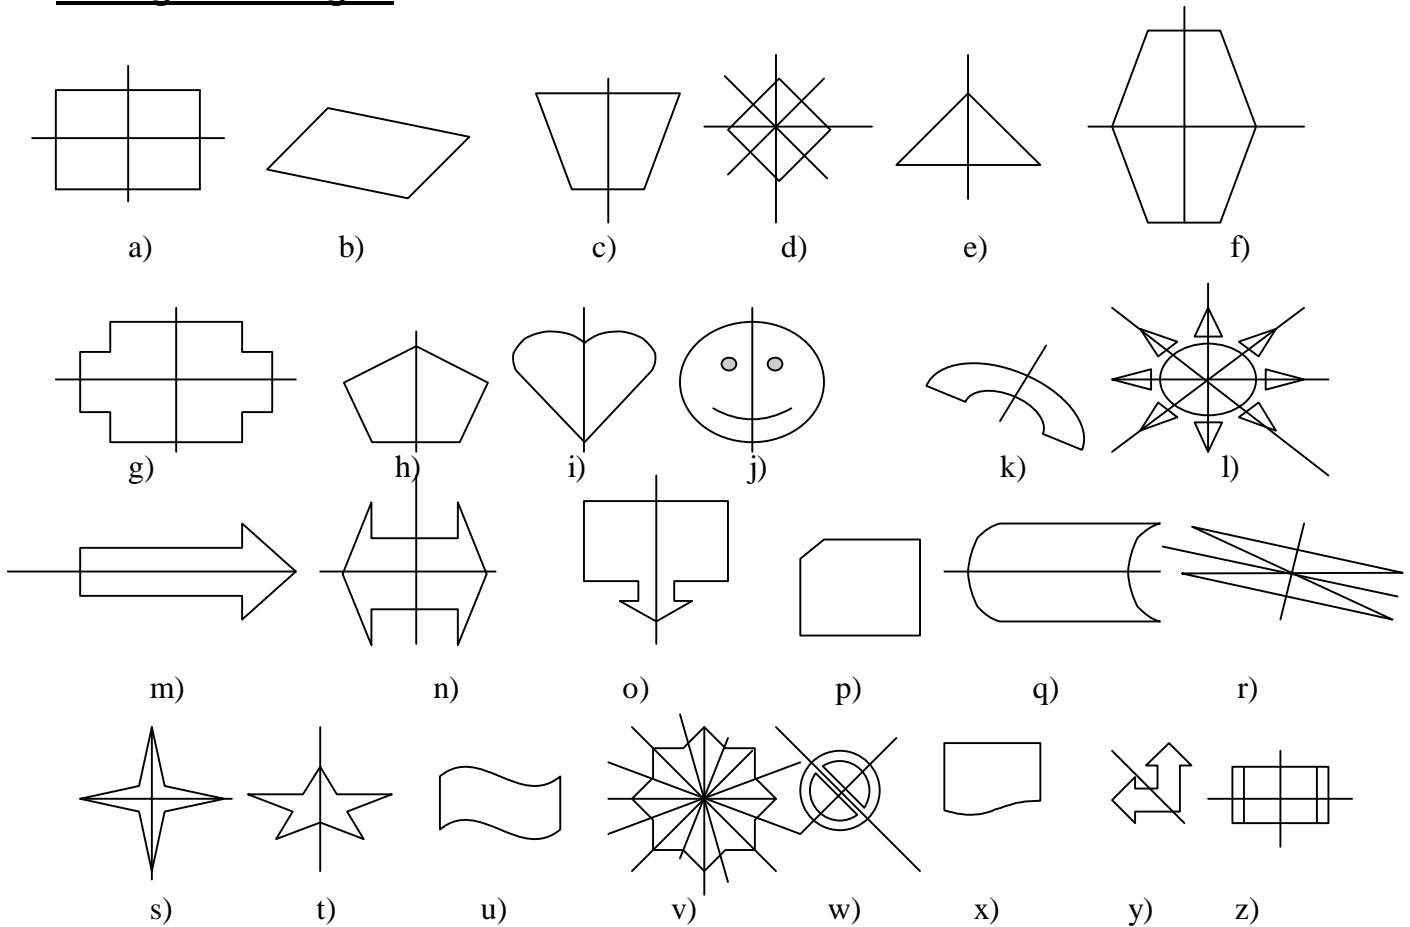 a) b) c) d) e) f)
g) h) i) j) k) l)
m) n) o) p) q) r)
s) t) u) v) w) x) y) z)